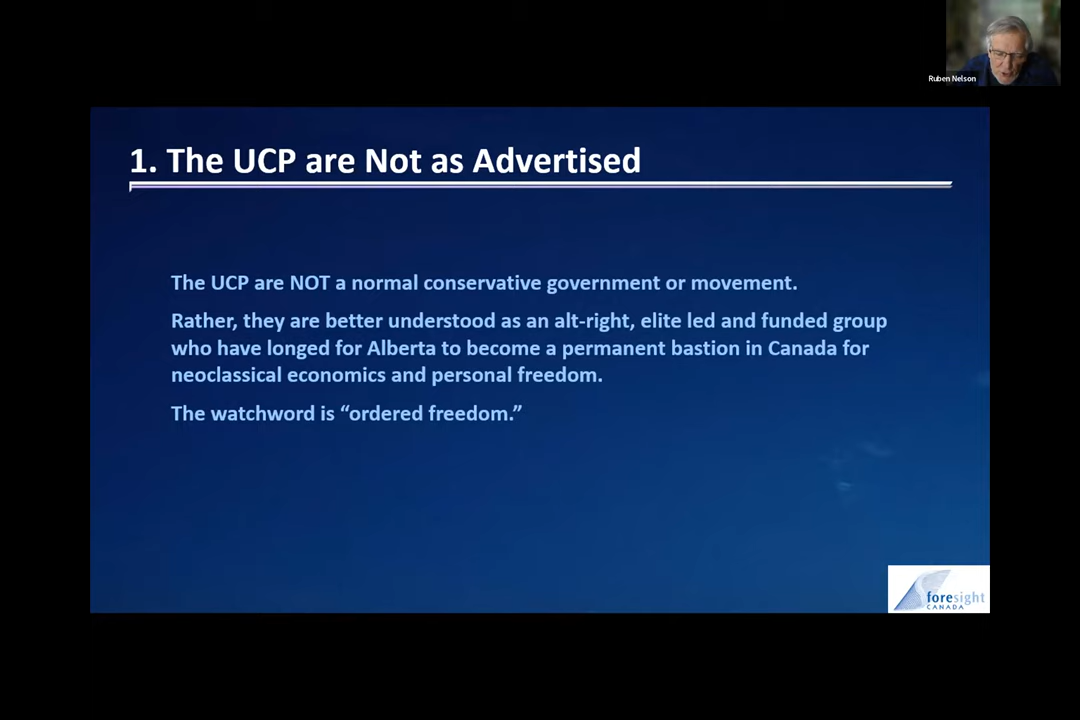 Ruben Nelson
1. The UCP are Not as Advertised
The UCP are NOT a normal conservative government or movement.
Rather, they are better understood as an alt-right, elite led and funded group
who have longed for Alberta to become a permanent bastion in Canada for
neoclassical economics and personal freedom.
The watchword is “ordered freedom.”
foresight
CANADA